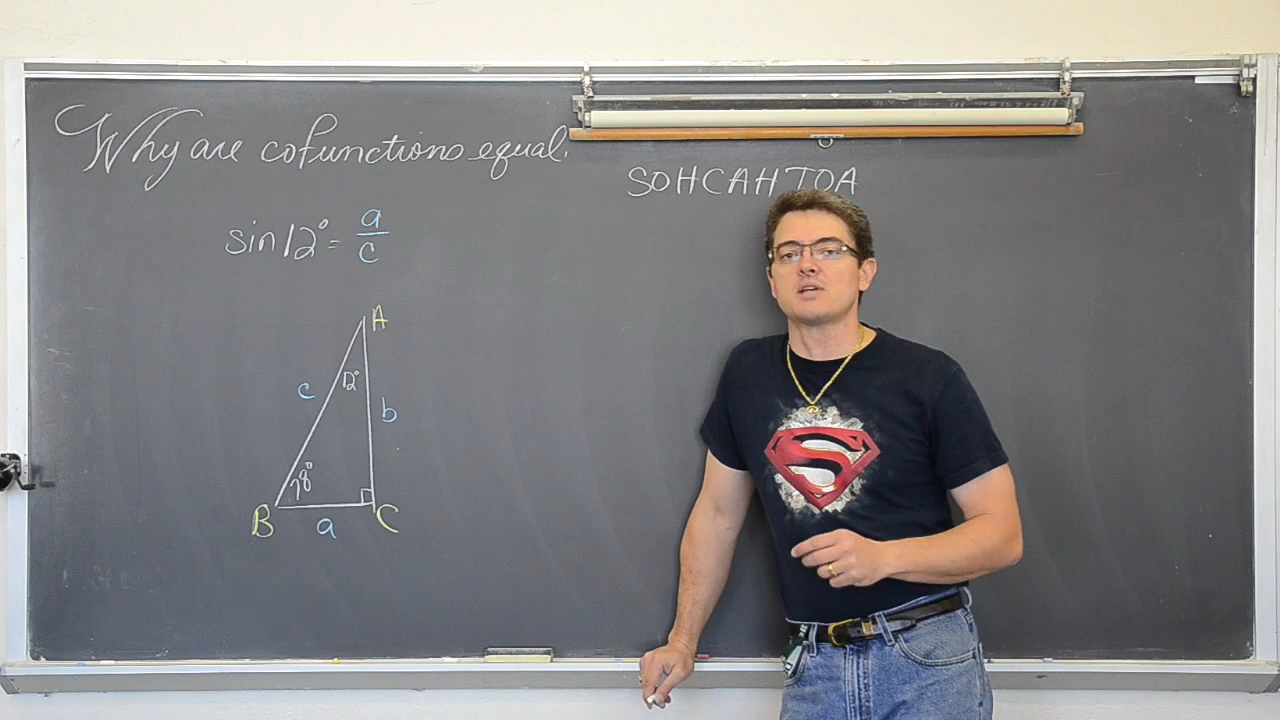 Why are cofunctions equal.
SOHCAHTOA
sin 12° = a/c
A
12°
c
b
78°
B
a
C
S